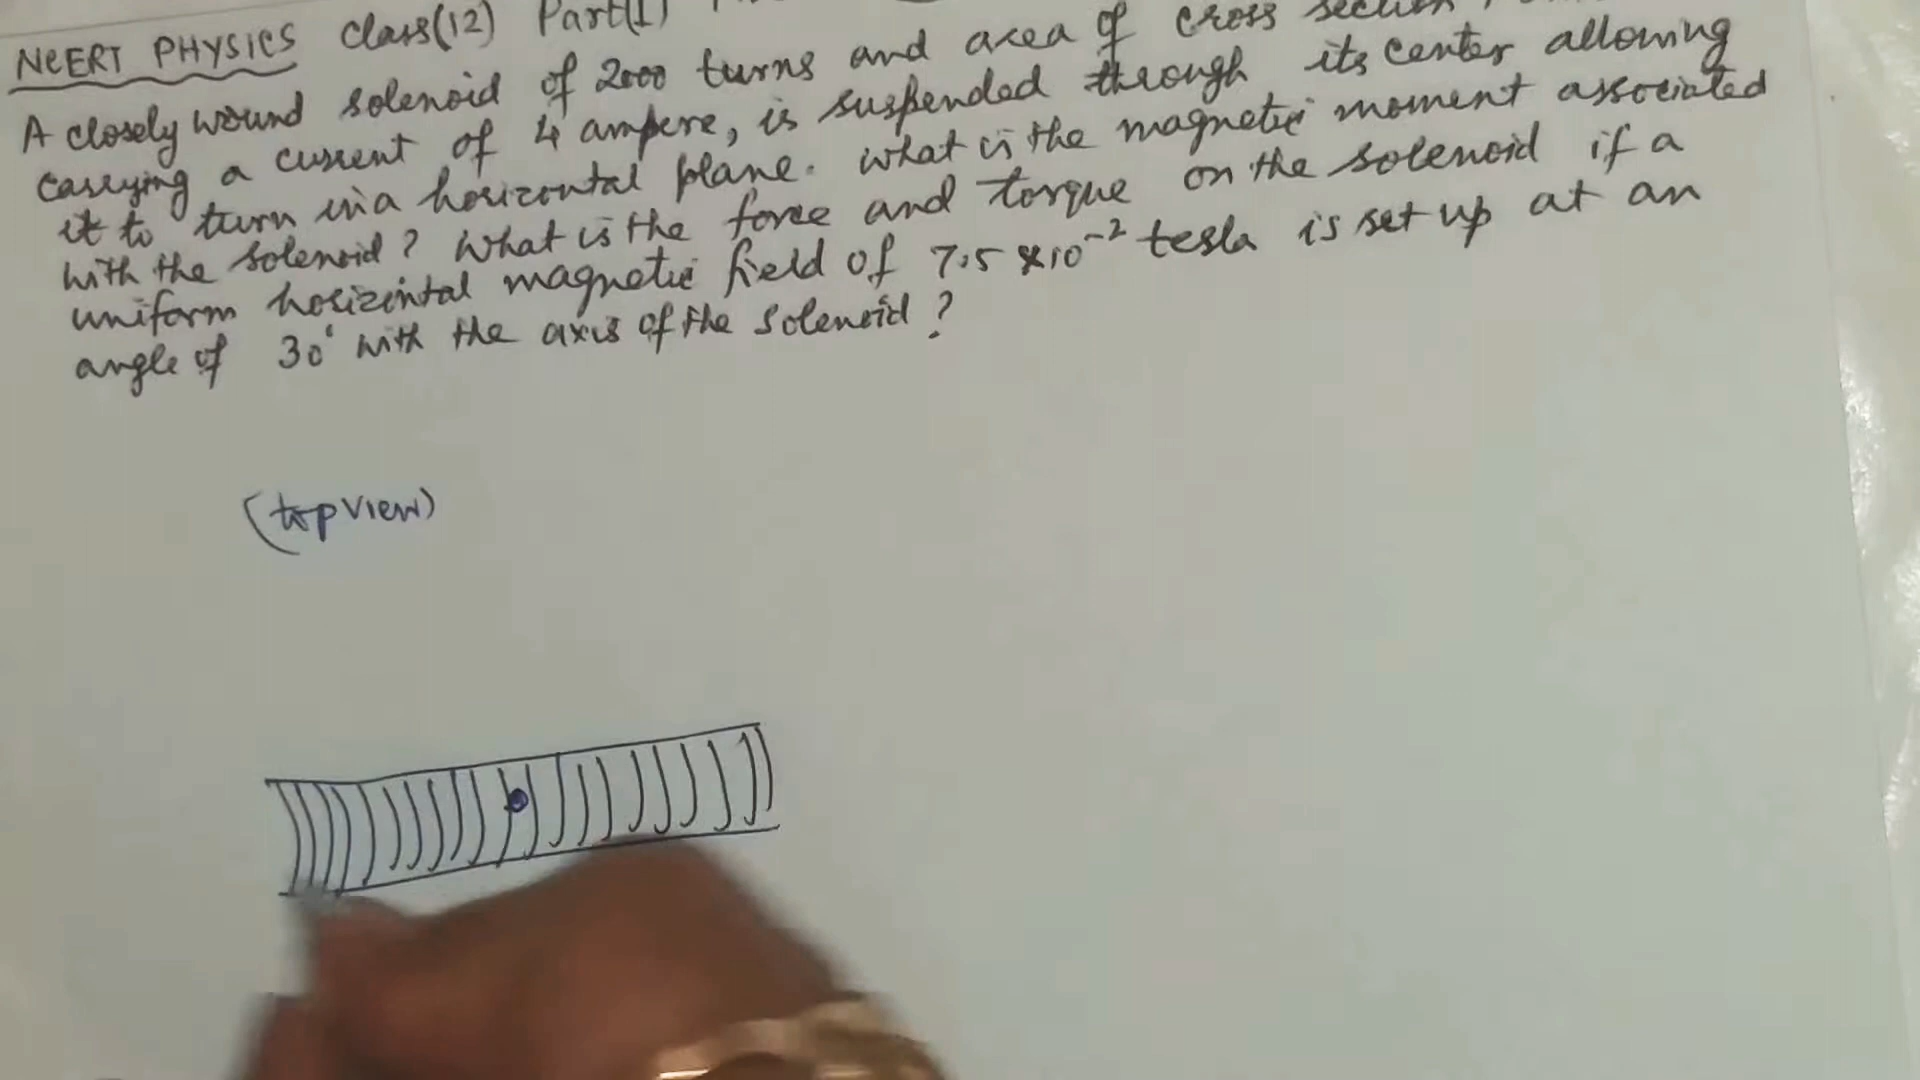 NCERT PHYSICS Class(12) Part(I)
A closely wound solenoid of 2000 turns and area of cross section
carrying a current of 4 ampere, is suspended through its center allowing
it to turn in a horizontal plane. What is the magnetic moment associated
with the solenoid? What is the force and torque on the solenoid if a
uniform horizintal magnetic field of 7.5 × 10⁻² tesla is set up at an
angle of 30° with the axis of the solenoid?
(top view)